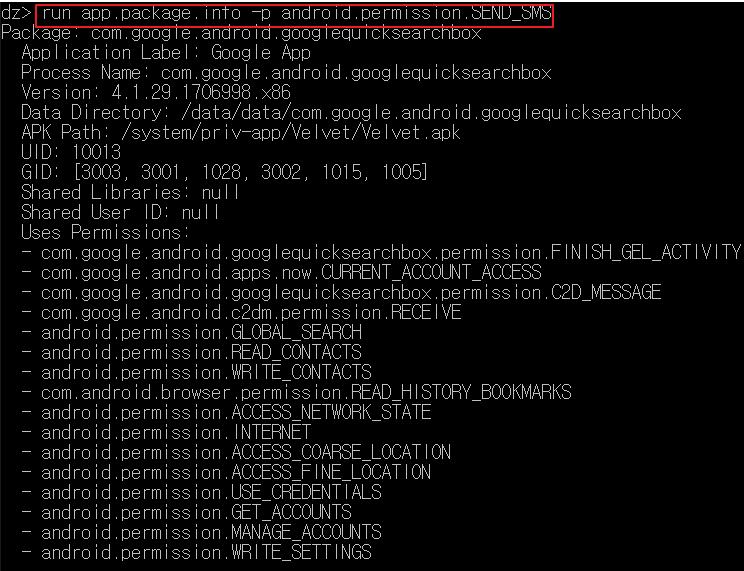 dz> run app.package.info -p android.permission.SEND_SMS
Package: com.google.android.googlequicksearchbox
Application Label: Google App
Process Name: com.google.android.googlequicksearchbox
Version: 4.1.29.1706998.x86
Data Directory: /data/data/com.google.android.googlequicksearchbox
APK Path: /system/priv-app/Velvet/Velvet.apk
UID: 10013
GID: [3003, 3001, 1028, 3002, 1015, 1005]
Shared Libraries: null
Shared User ID: null
Uses Permissions:
- com.google.android.googlequicksearchbox.permission.FINISH_GEL_ACTIVITY
- com.google.android.apps.now.CURRENT_ACCOUNT_ACCESS
- com.google.android.googlequicksearchbox.permission.C2D_MESSAGE
- com.google.android.c2dm.permission.RECEIVE
- android.permission.GLOBAL_SEARCH
- android.permission.READ_CONTACTS
- android.permission.WRITE_CONTACTS
- com.android.browser.permission.READ_HISTORY_BOOKMARKS
- android.permission.ACCESS_NETWORK_STATE
- android.permission.INTERNET
- android.permission.ACCESS_COARSE_LOCATION
- android.permission.ACCESS_FINE_LOCATION
- android.permission.USE_CREDENTIALS
- android.permission.GET_ACCOUNTS
- android.permission.MANAGE_ACCOUNTS
- android.permission.WRITE_SETTINGS